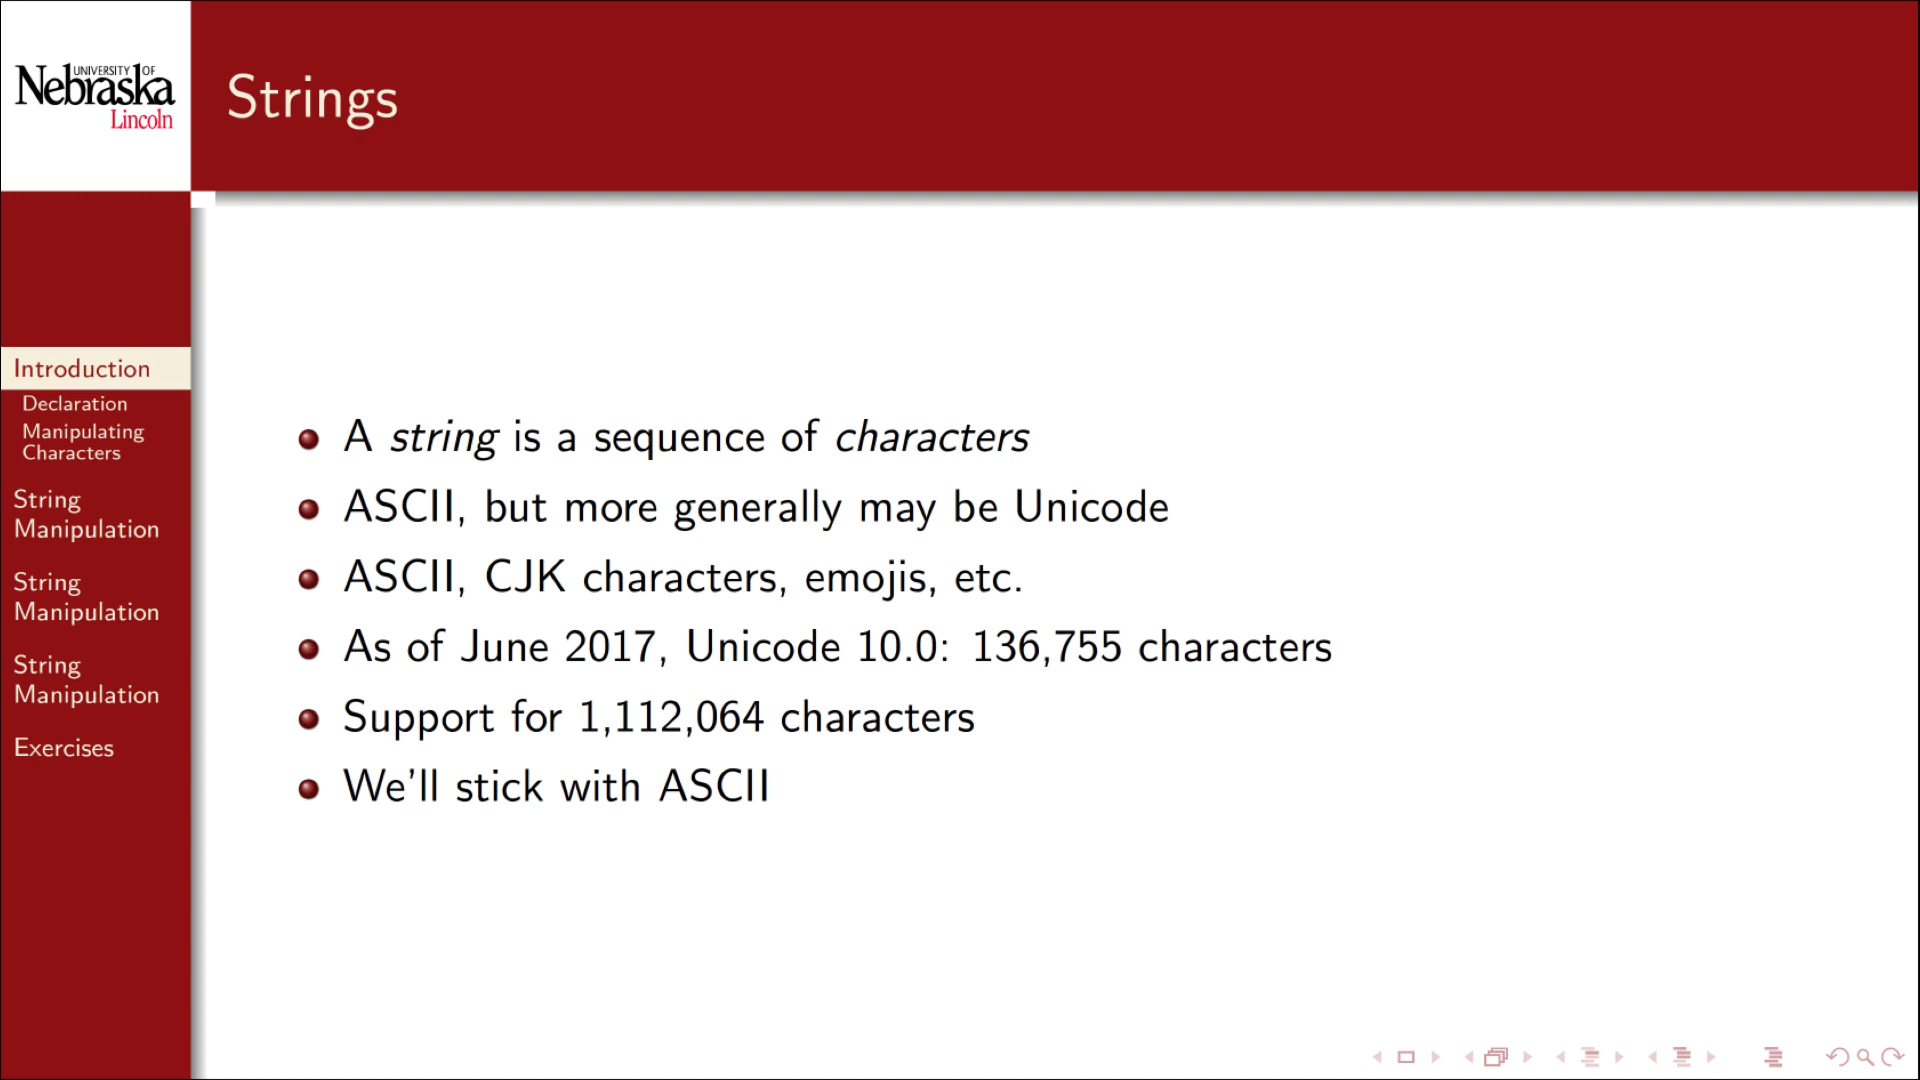 UNIVERSITY OF
Nebraska
Lincoln
Strings
Introduction
Declaration
Manipulating
Characters
String
Manipulation
String
Manipulation
String
Manipulation
Exercises
A string is a sequence of characters
ASCII, but more generally may be Unicode
ASCII, CJK characters, emojis, etc.
As of June 2017, Unicode 10.0: 136,755 characters
Support for 1,112,064 characters
We'll stick with ASCII